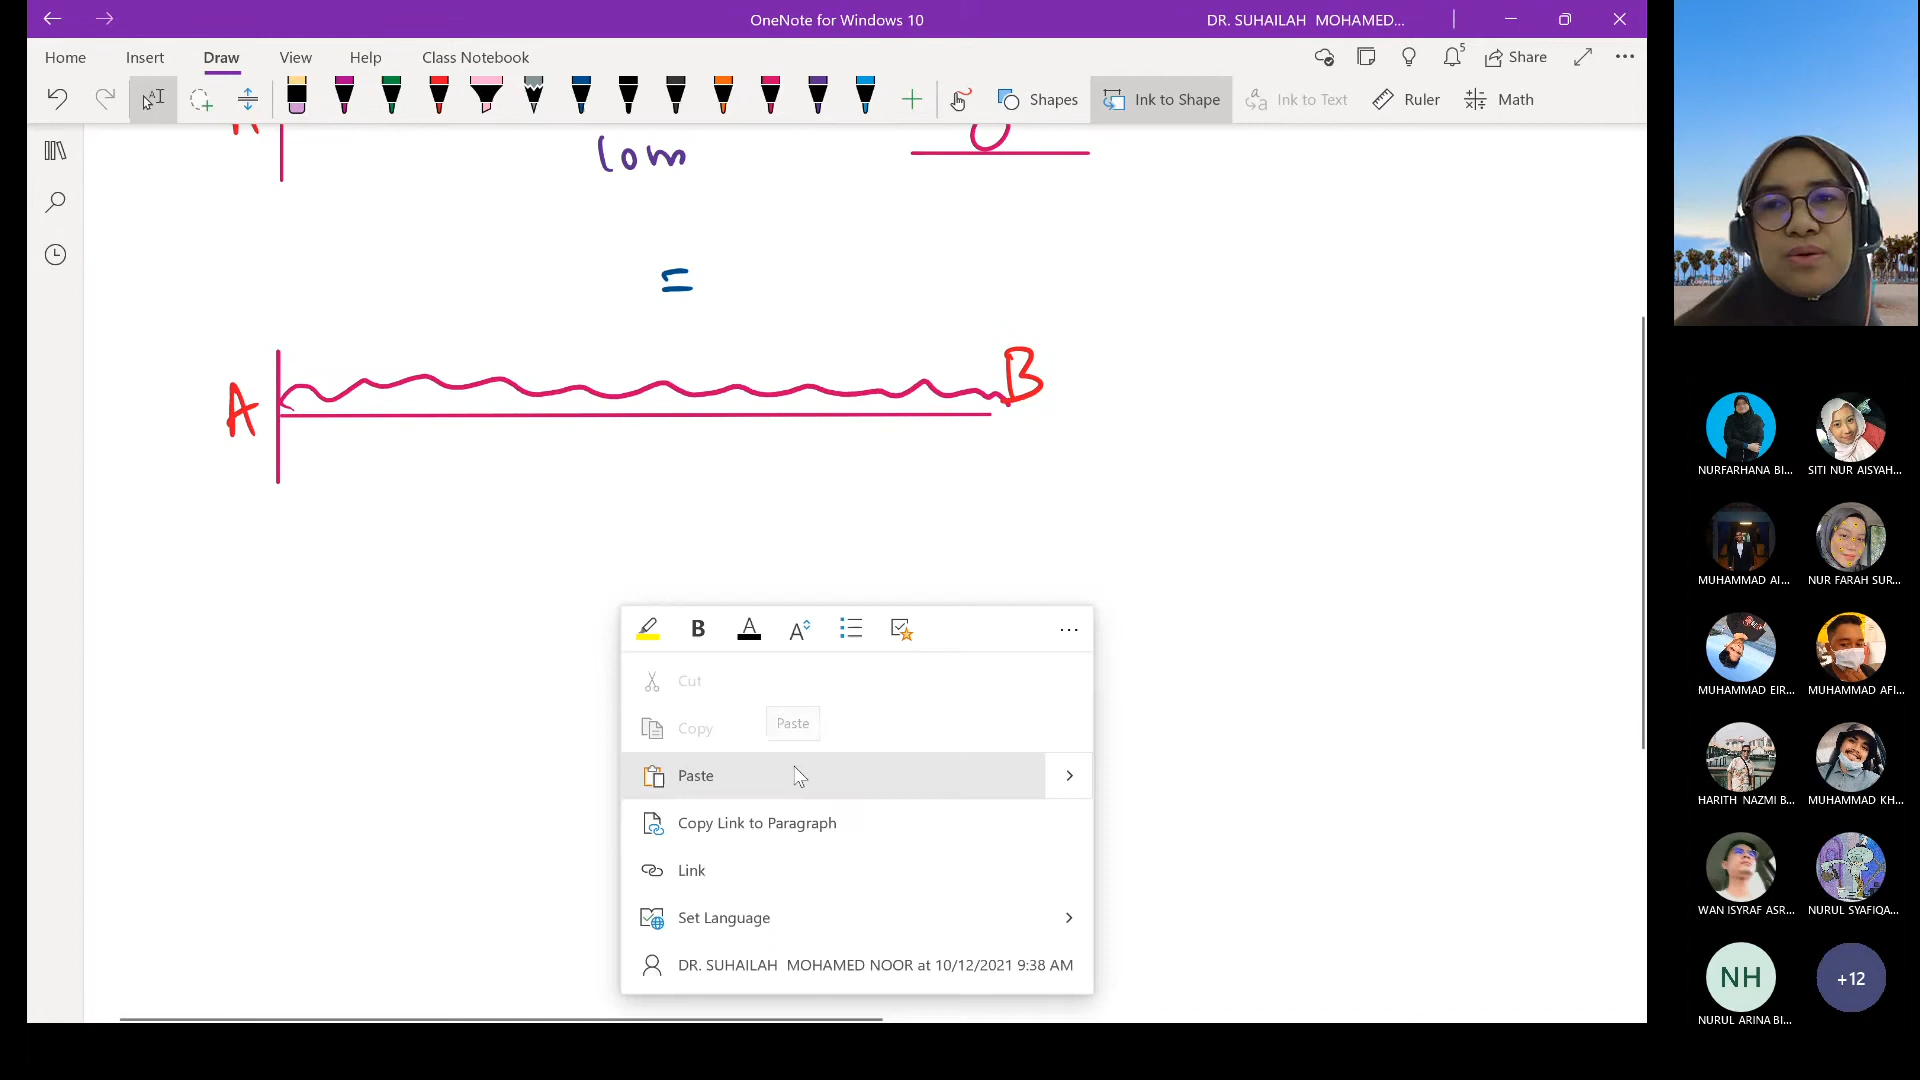 OneNote for Windows 10
DR. SUHAILAH MOHAMED...
Home Insert Draw View Help Class Notebook
5
Share
Shapes Ink to Shape Ink to Text Ruler Math
10m
=
A
B
B A A
Cut
Copy
Paste
Paste
Copy Link to Paragraph
Link
Set Language
DR. SUHAILAH MOHAMED NOOR at 10/12/2021 9:38 AM
NURFARHANA BI... SITI NUR AISYAH...
MUHAMMAD AI... NUR FARAH SUR...
MUHAMMAD EIR... MUHAMMAD AFI...
HARITH NAZMI B... MUHAMMAD KH...
WAN ISYRAF ASR... NURUL SYAFIQA...
NH +12
NURUL ARINA BI...